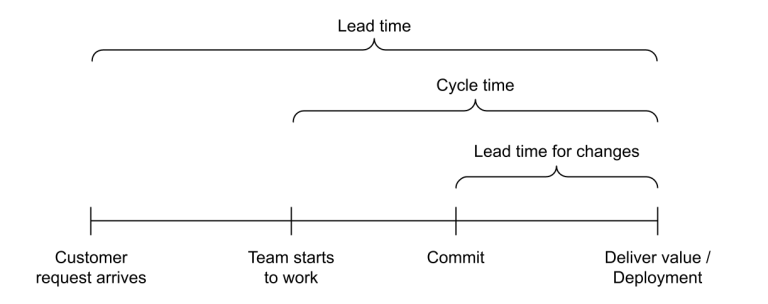 Lead time
Cycle time
Lead time for changes
Customer
request arrives
Team starts
to work
Commit
Deliver value /
Deployment